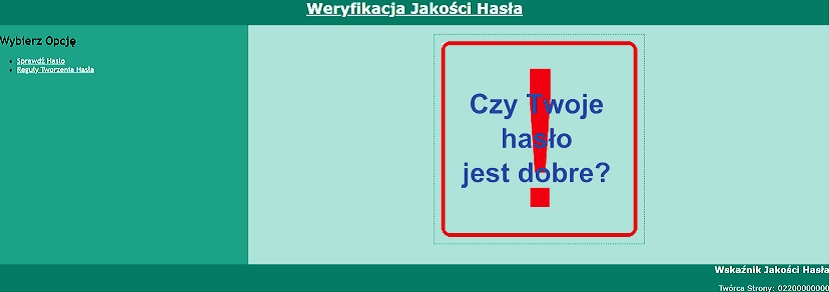 Weryfikacja Jakości Hasła
Wybierz Opcję
Sprawdź Hasło
Reguły Tworzenia Hasła
Czy Twoje
hasło
jest dobre?
Wskaźnik Jakości Hasła
Twórca Strony: 02200000000